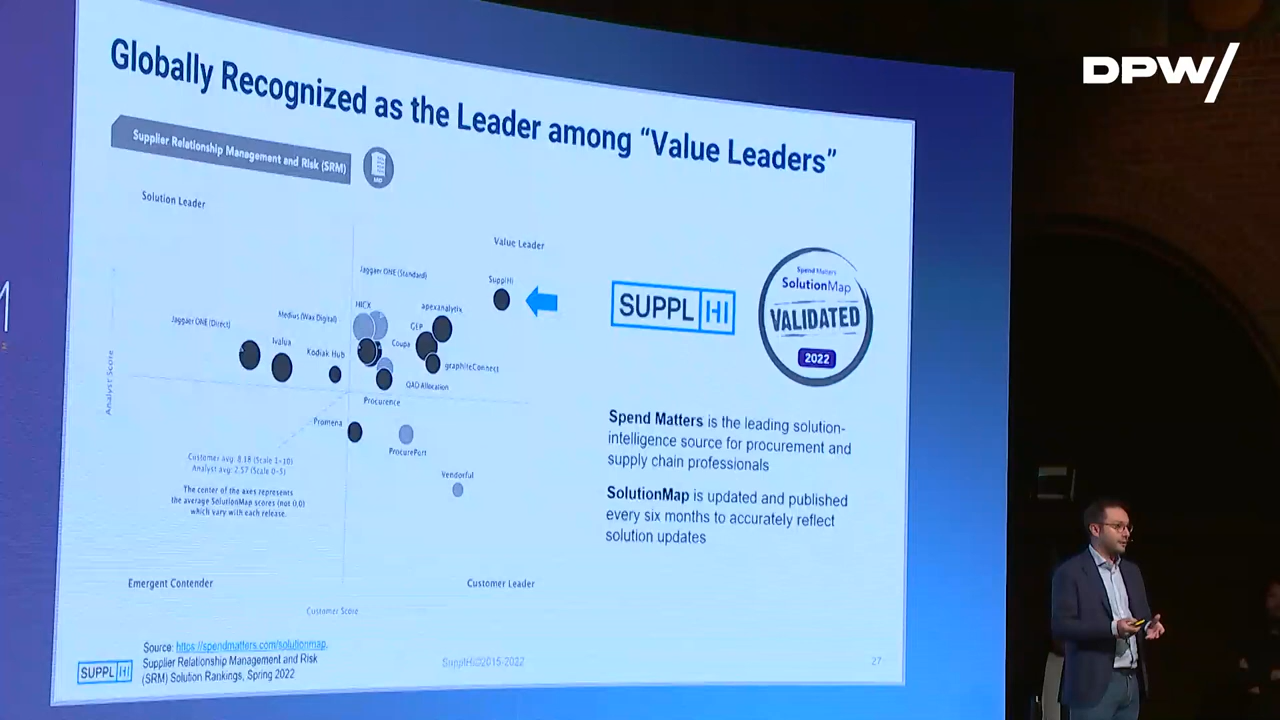 DPW/
Globally Recognized as the Leader among “Value Leaders”
Supplier Relationship Management and Risk (SRM)
Solution Leader
Value Leader
SupplHi
Jaggaer ONE (Standard)
HICX
apexanalytix
Medius (Wax Digital)
Jaggaer ONE (Direct)
GEP
Ivalua
Coupa
Kodiak Hub
graphiteConnect
QAD Allocation
Analyst Score
Procurence
Promena
ProcurePort
Vendorful
Customer avg: 8.18 (Scale 1-10)
Analyst avg: 2.57 (Scale 0-5)
The center of the axes represents
the average SolutionMap scores (not 0,0)
which vary with each release.
Emergent Contender
Customer Leader
Customer Score
SUPPLHI
Spend Matters
SolutionMap
VALIDATED
2022
Spend Matters is the leading solution-
intelligence source for procurement and
supply chain professionals
SolutionMap is updated and published
every six months to accurately reflect
solution updates
Source: https://spendmatters.com/solutionmap,
Supplier Relationship Management and Risk
(SRM) Solution Rankings, Spring 2022
SUPPLHI
SupplHi©2015-2022
27